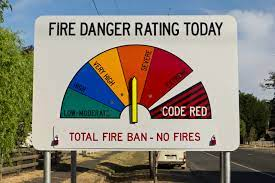 FIRE DANGER RATING TODAY
LOW-MODERATE
HIGH
VERY HIGH
SEVERE
EXTREME
CODE RED
TOTAL FIRE BAN - NO FIRES